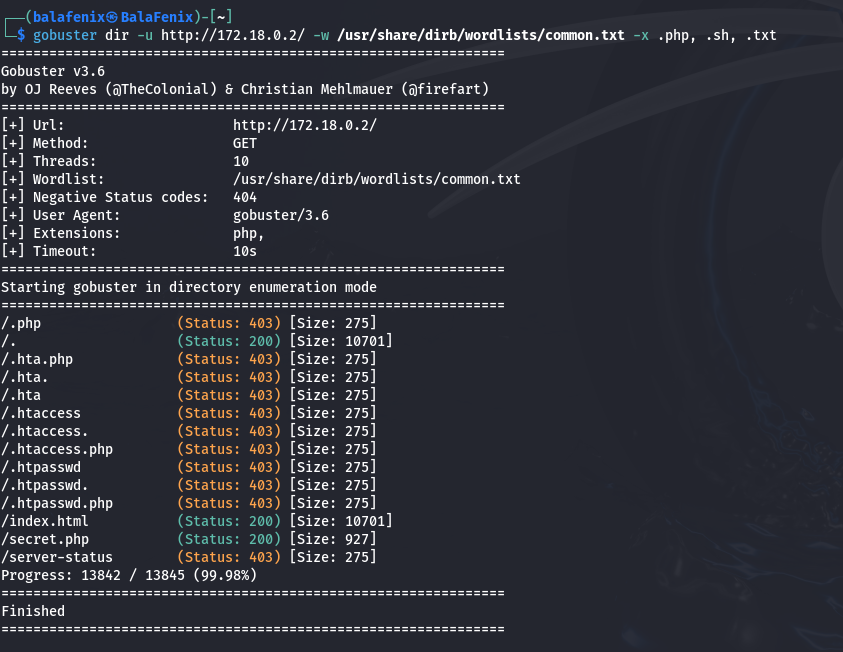 ┌──(balafenix㉿BalaFenix)-[~]
└─$ gobuster dir -u http://172.18.0.2/ -w /usr/share/dirb/wordlists/common.txt -x .php, .sh, .txt
===============================================================
Gobuster v3.6
by OJ Reeves (@TheColonial) & Christian Mehlmauer (@firefart)
===============================================================
[+] Url:                     http://172.18.0.2/
[+] Method:                  GET
[+] Threads:                 10
[+] Wordlist:                /usr/share/dirb/wordlists/common.txt
[+] Negative Status codes:   404
[+] User Agent:              gobuster/3.6
[+] Extensions:              php,
[+] Timeout:                 10s
===============================================================
Starting gobuster in directory enumeration mode
===============================================================
/.php                 (Status: 403) [Size: 275]
/.                    (Status: 200) [Size: 10701]
/.hta.php             (Status: 403) [Size: 275]
/.hta.                (Status: 403) [Size: 275]
/.hta                 (Status: 403) [Size: 275]
/.htaccess            (Status: 403) [Size: 275]
/.htaccess.           (Status: 403) [Size: 275]
/.htaccess.php        (Status: 403) [Size: 275]
/.htpasswd            (Status: 403) [Size: 275]
/.htpasswd.           (Status: 403) [Size: 275]
/.htpasswd.php        (Status: 403) [Size: 275]
/index.html           (Status: 200) [Size: 10701]
/secret.php           (Status: 200) [Size: 927]
/server-status        (Status: 403) [Size: 275]
Progress: 13842 / 13845 (99.98%)
===============================================================
Finished
===============================================================